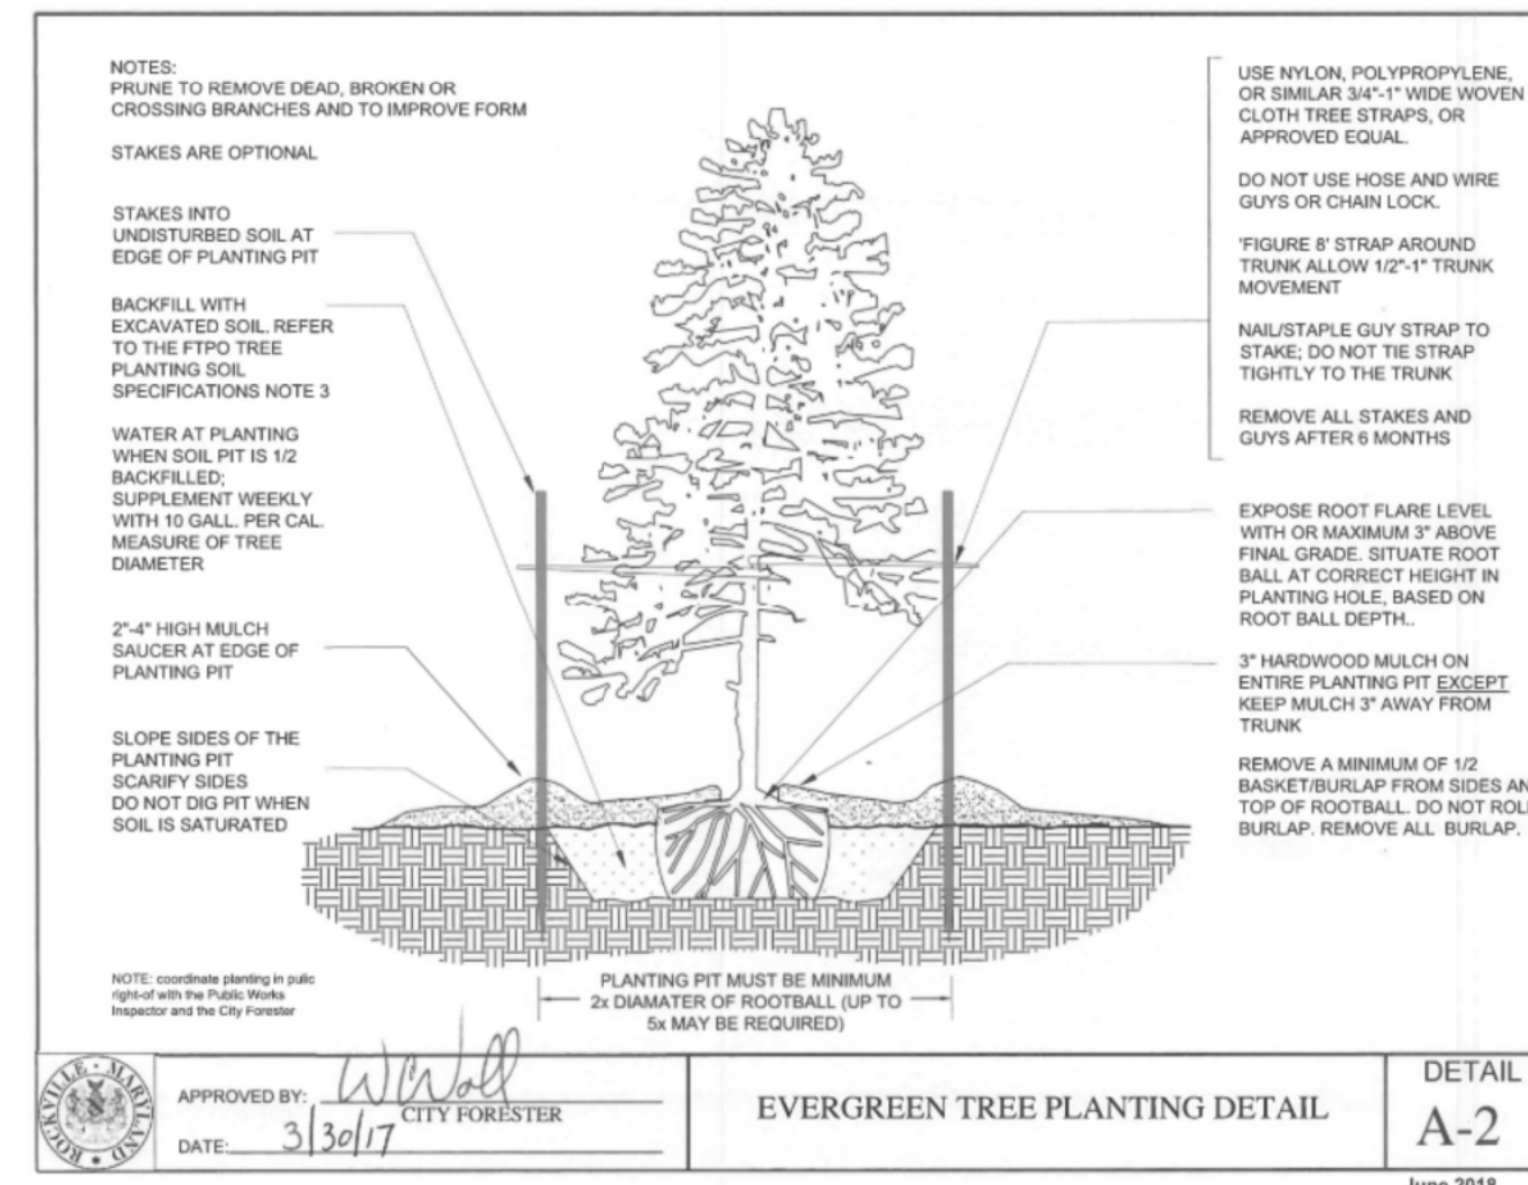 NOTES:
PRUNE TO REMOVE DEAD, BROKEN OR
CROSSING BRANCHES AND TO IMPROVE FORM
STAKES ARE OPTIONAL
STAKES INTO
UNDISTURBED SOIL AT
EDGE OF PLANTING PIT
BACKFILL WITH
EXCAVATED SOIL. REFER
TO THE FTPO TREE
PLANTING SOIL
SPECIFICATIONS NOTE 3
WATER AT PLANTING
WHEN SOIL PIT IS 1/2
BACKFILLED;
SUPPLEMENT WEEKLY
WITH 10 GALL. PER CAL.
MEASURE OF TREE
DIAMETER
2"-4" HIGH MULCH
SAUCER AT EDGE OF
PLANTING PIT
SLOPE SIDES OF THE
PLANTING PIT
SCARIFY SIDES
DO NOT DIG PIT WHEN
SOIL IS SATURATED
NOTE: coordinate planting in pulic
right-of with the Public Works
Inspector and the City Forester
USE NYLON, POLYPROPYLENE,
OR SIMILAR 3/4"-1" WIDE WOVEN
CLOTH TREE STRAPS, OR
APPROVED EQUAL.
DO NOT USE HOSE AND WIRE
GUYS OR CHAIN LOCK.
'FIGURE 8' STRAP AROUND
TRUNK ALLOW 1/2"-1" TRUNK
MOVEMENT
NAIL/STAPLE GUY STRAP TO
STAKE; DO NOT TIE STRAP
TIGHTLY TO THE TRUNK
REMOVE ALL STAKES AND
GUYS AFTER 6 MONTHS
EXPOSE ROOT FLARE LEVEL
WITH OR MAXIMUM 3" ABOVE
FINAL GRADE. SITUATE ROOT
BALL AT CORRECT HEIGHT IN
PLANTING HOLE, BASED ON
ROOT BALL DEPTH..
3" HARDWOOD MULCH ON
ENTIRE PLANTING PIT EXCEPT
KEEP MULCH 3" AWAY FROM
TRUNK
REMOVE A MINIMUM OF 1/2
BASKET/BURLAP FROM SIDES AN
TOP OF ROOTBALL. DO NOT ROLL
BURLAP. REMOVE ALL BURLAP.
PLANTING PIT MUST BE MINIMUM
2x DIAMATER OF ROOTBALL (UP TO
5x MAY BE REQUIRED)
ROCKVILLE • MARYLAND
APPROVED BY: W Wall
CITY FORESTER
DATE: 3/30/17
EVERGREEN TREE PLANTING DETAIL
DETAIL
A-2
June 2018